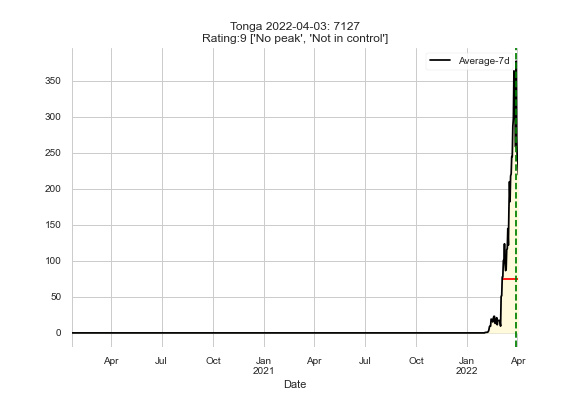 Tonga 2022-04-03: 7127
Rating:9 ['No peak', 'Not in control']
Average-7d
350
300
250
200
150
100
50
0
Apr
Jul
Oct
Jan
2021
Apr
Jul
Oct
Jan
2022
Apr
Date